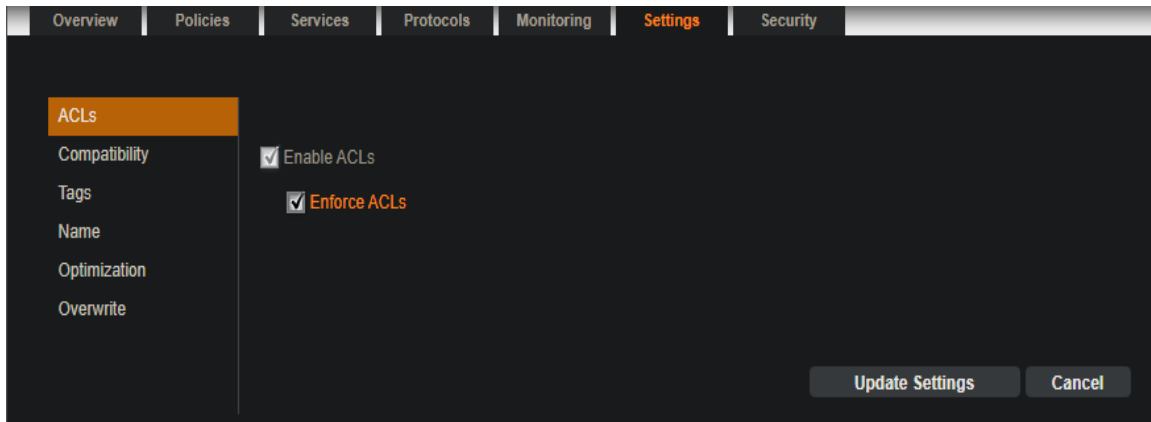 Overview Policies Services Protocols Monitoring Settings Security
ACLs
Compatibility
Tags
Name
Optimization
Overwrite
Enable ACLs
Enforce ACLs
Update Settings Cancel